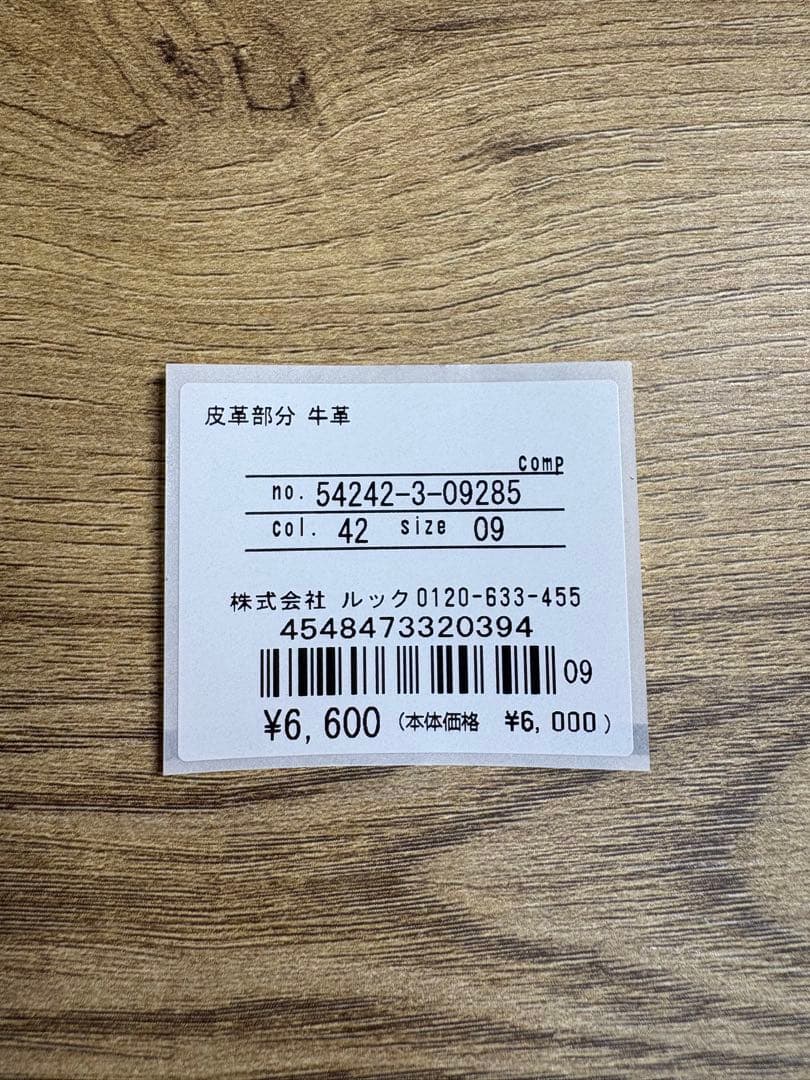 皮革部分 牛革
comp
no. 54242-3-09285
col. 42 size 09
株式会社 ルック 0120-633-455
4548473320394
09
¥6,600 (本体価格 ¥6,000)